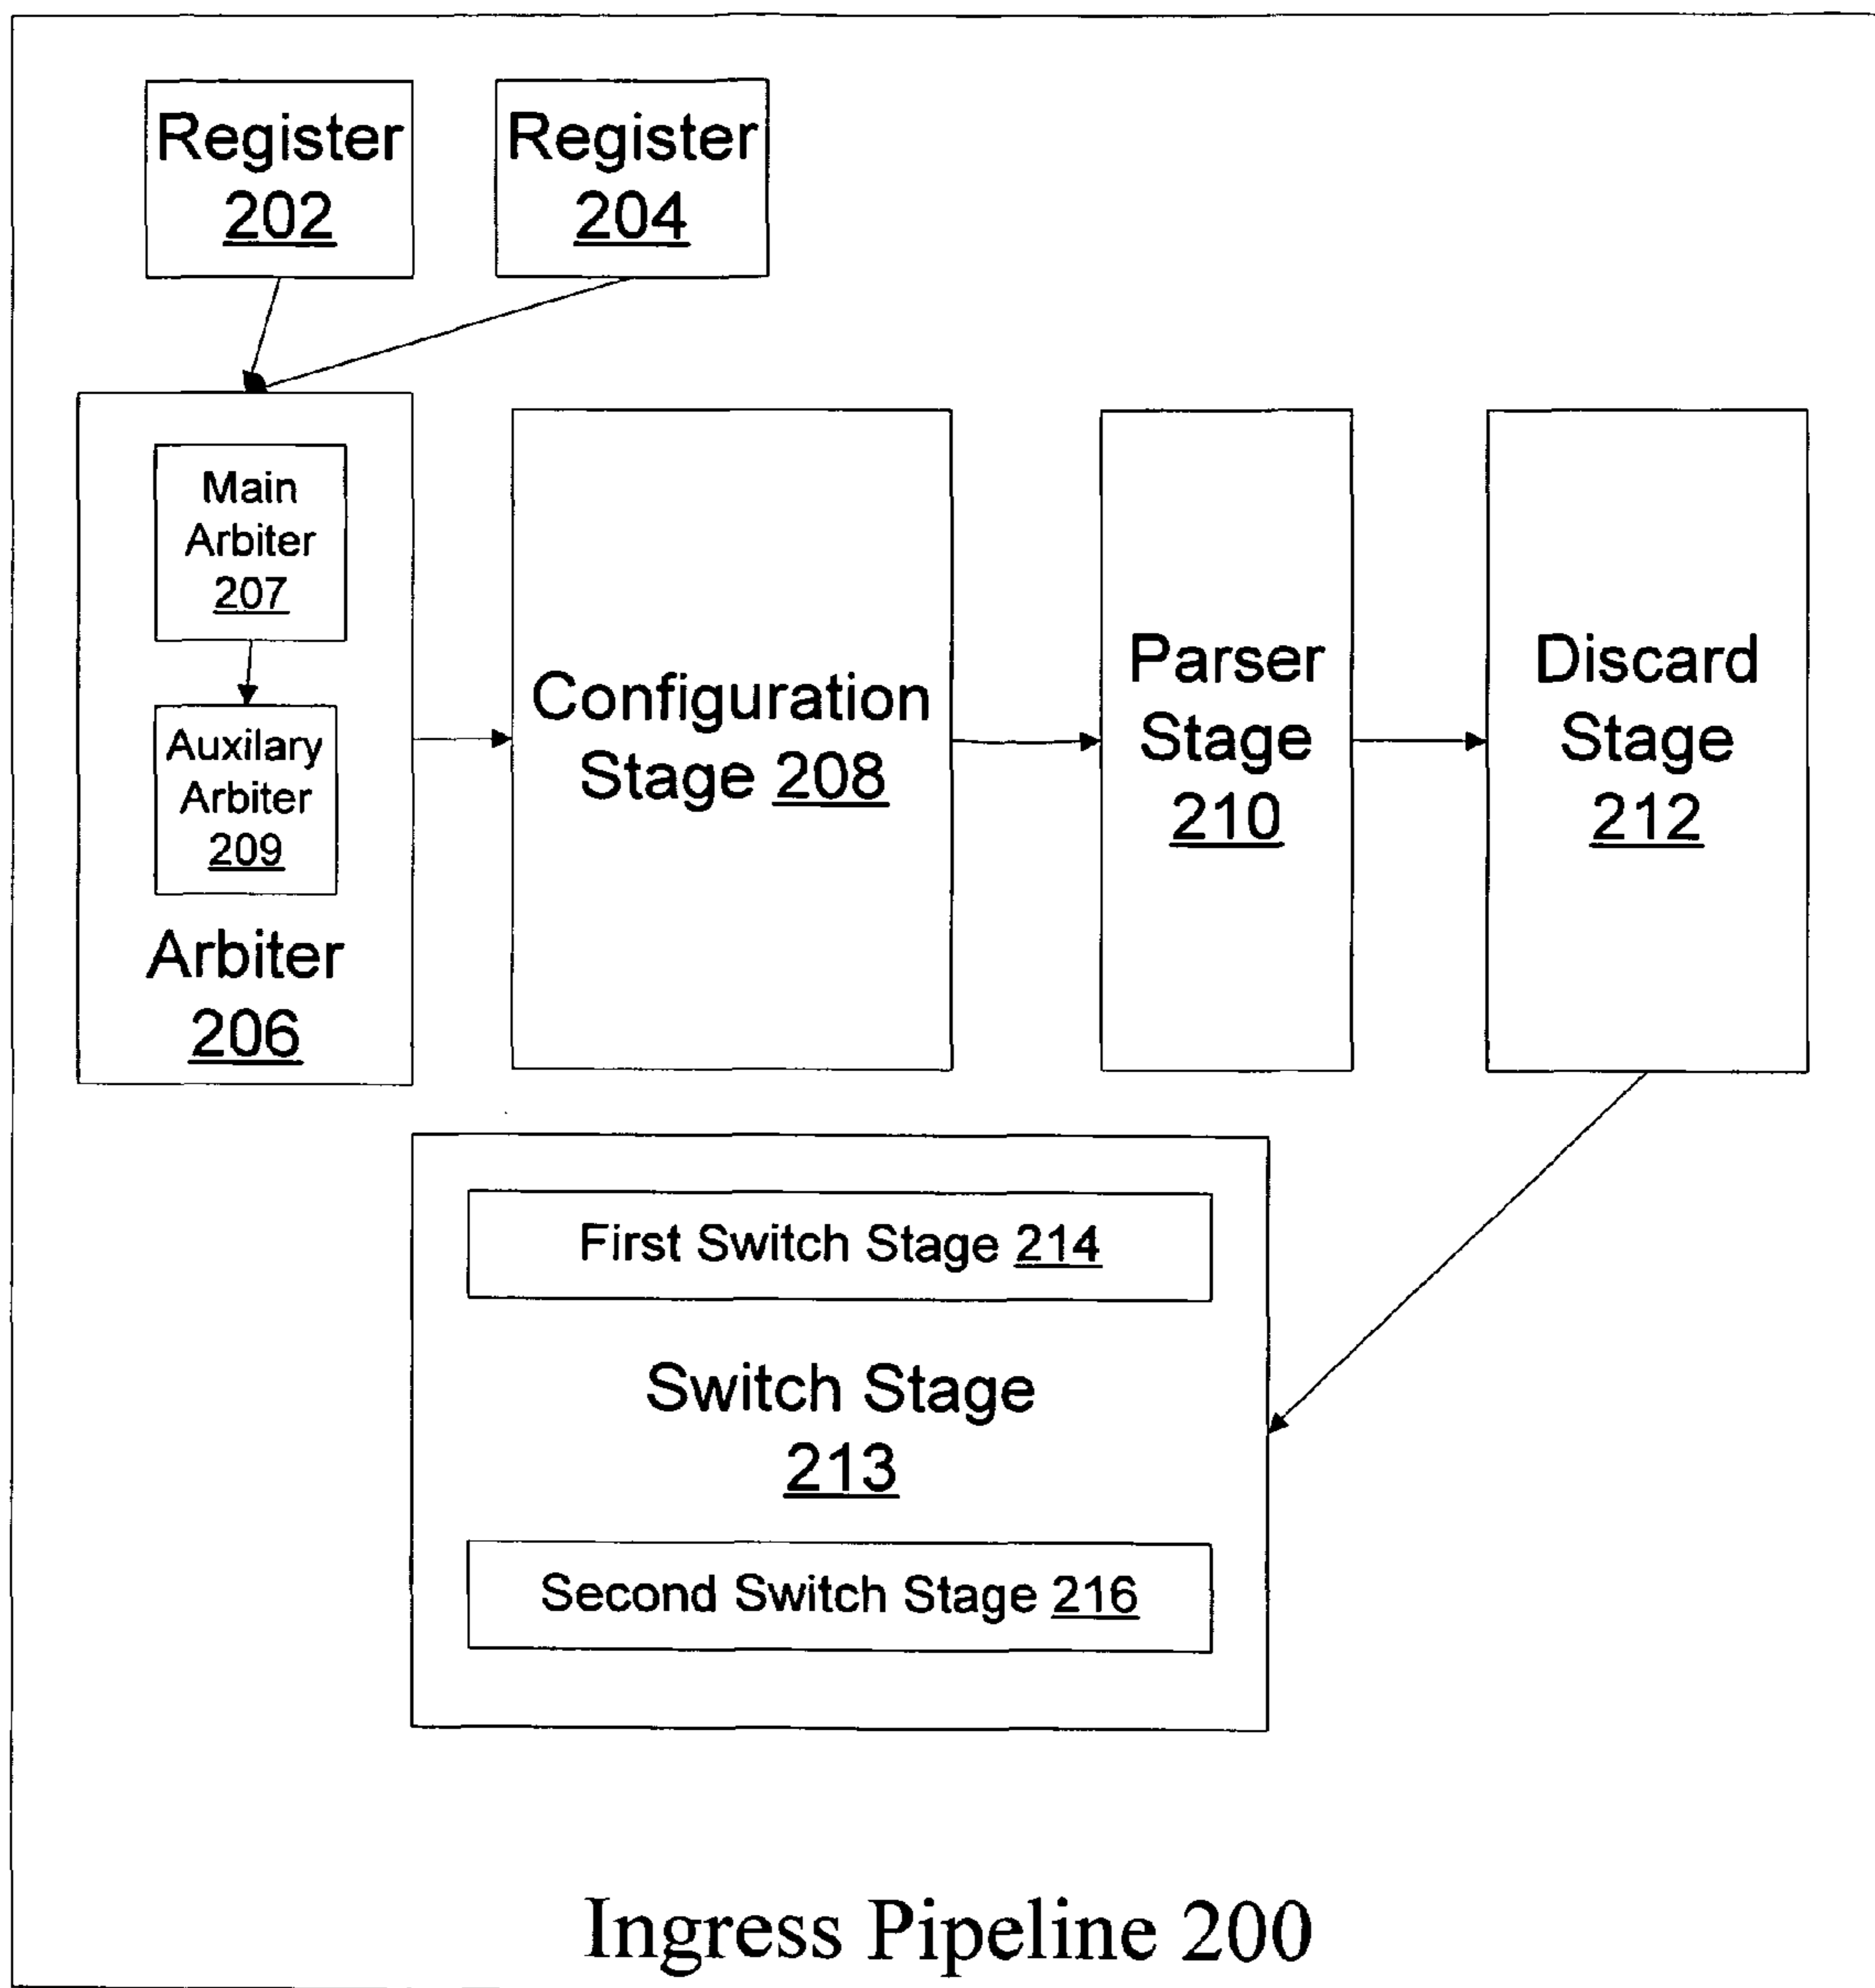 Register
202
Register
204
Main
Arbiter
207
Auxilary
Arbiter
209
Arbiter
206
Configuration
Stage 208
Parser
Stage
210
Discard
Stage
212
First Switch Stage 214
Switch Stage
213
Second Switch Stage 216
Ingress Pipeline 200